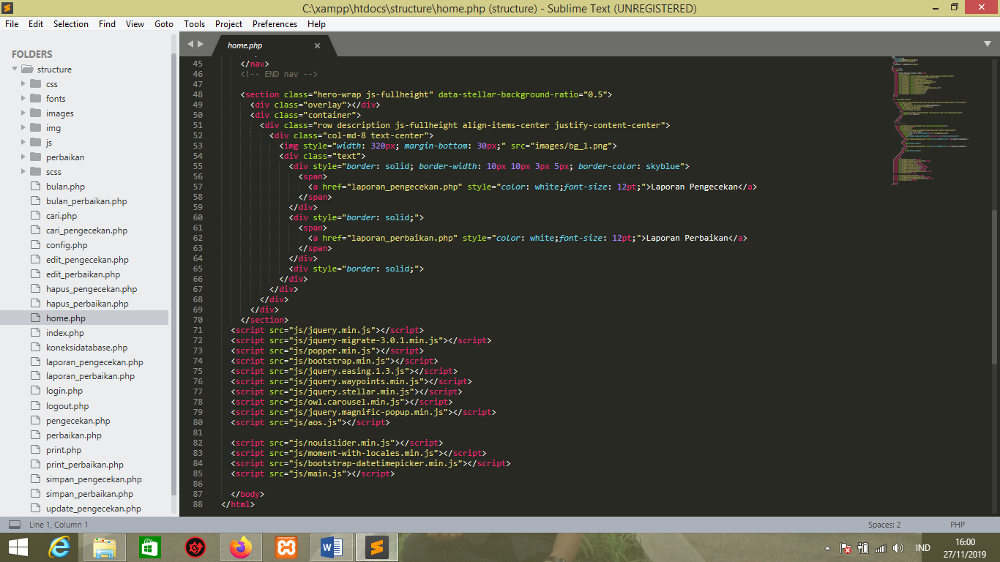 C:\xampp\htdocs\structure\home.php (structure) - Sublime Text (UNREGISTERED)
File Edit Selection Find View Goto Tools Project Preferences Help
FOLDERS
structure
css
fonts
images
img
js
perbaikan
scss
bulan.php
bulan_perbaikan.php
cari.php
cari_pengecekan.php
config.php
edit_pengecekan.php
edit_perbaikan.php
hapus_pengecekan.php
hapus_perbaikan.php
home.php
index.php
koneksidatabase.php
laporan_pengecekan.php
laporan_perbaikan.php
login.php
logout.php
pengecekan.php
perbaikan.php
print.php
print_perbaikan.php
simpan_pengecekan.php
simpan_perbaikan.php
update_pengecekan.php
home.php
45 </nav>
46 <!-- END nav -->
47
48 <section class="hero-wrap js-fullheight" data-stellar-background-ratio="0.5">
49 <div class="overlay"></div>
50 <div class="container">
51 <div class="row description js-fullheight align-items-center justify-content-center">
52 <div class="col-md-8 text-center">
53 <img style="width: 320px; margin-bottom: 30px;" src="images/bg_1.png">
54 <div class="text">
55 <div style="border: solid; border-width: 10px 10px 3px 5px; border-color: skyblue">
56 <span>
57 <a href="laporan_pengecekan.php" style="color: white;font-size: 12pt;">Laporan Pengecekan</a>
58 </span>
59 </div>
60 <div style="border: solid;">
61 <span>
62 <a href="laporan_perbaikan.php" style="color: white;font-size: 12pt;">Laporan Perbaikan</a>
63 </span>
64 </div>
65 <div style="border: solid;">
66 </div>
67 </div>
68 </div>
69 </div>
70 </section>
71 <script src="js/jquery.min.js"></script>
72 <script src="js/jquery-migrate-3.0.1.min.js"></script>
73 <script src="js/popper.min.js"></script>
74 <script src="js/bootstrap.min.js"></script>
75 <script src="js/jquery.easing.1.3.js"></script>
76 <script src="js/jquery.waypoints.min.js"></script>
77 <script src="js/jquery.stellar.min.js"></script>
78 <script src="js/owl.carousel.min.js"></script>
79 <script src="js/jquery.magnific-popup.min.js"></script>
80 <script src="js/aos.js"></script>
81
82 <script src="js/nouislider.min.js"></script>
83 <script src="js/moment-with-locales.min.js"></script>
84 <script src="js/bootstrap-datetimepicker.min.js"></script>
85 <script src="js/main.js"></script>
86
87 </body>
88 </html>
Line 1, Column 1
Spaces: 2 PHP
IND
16:00
27/11/2019